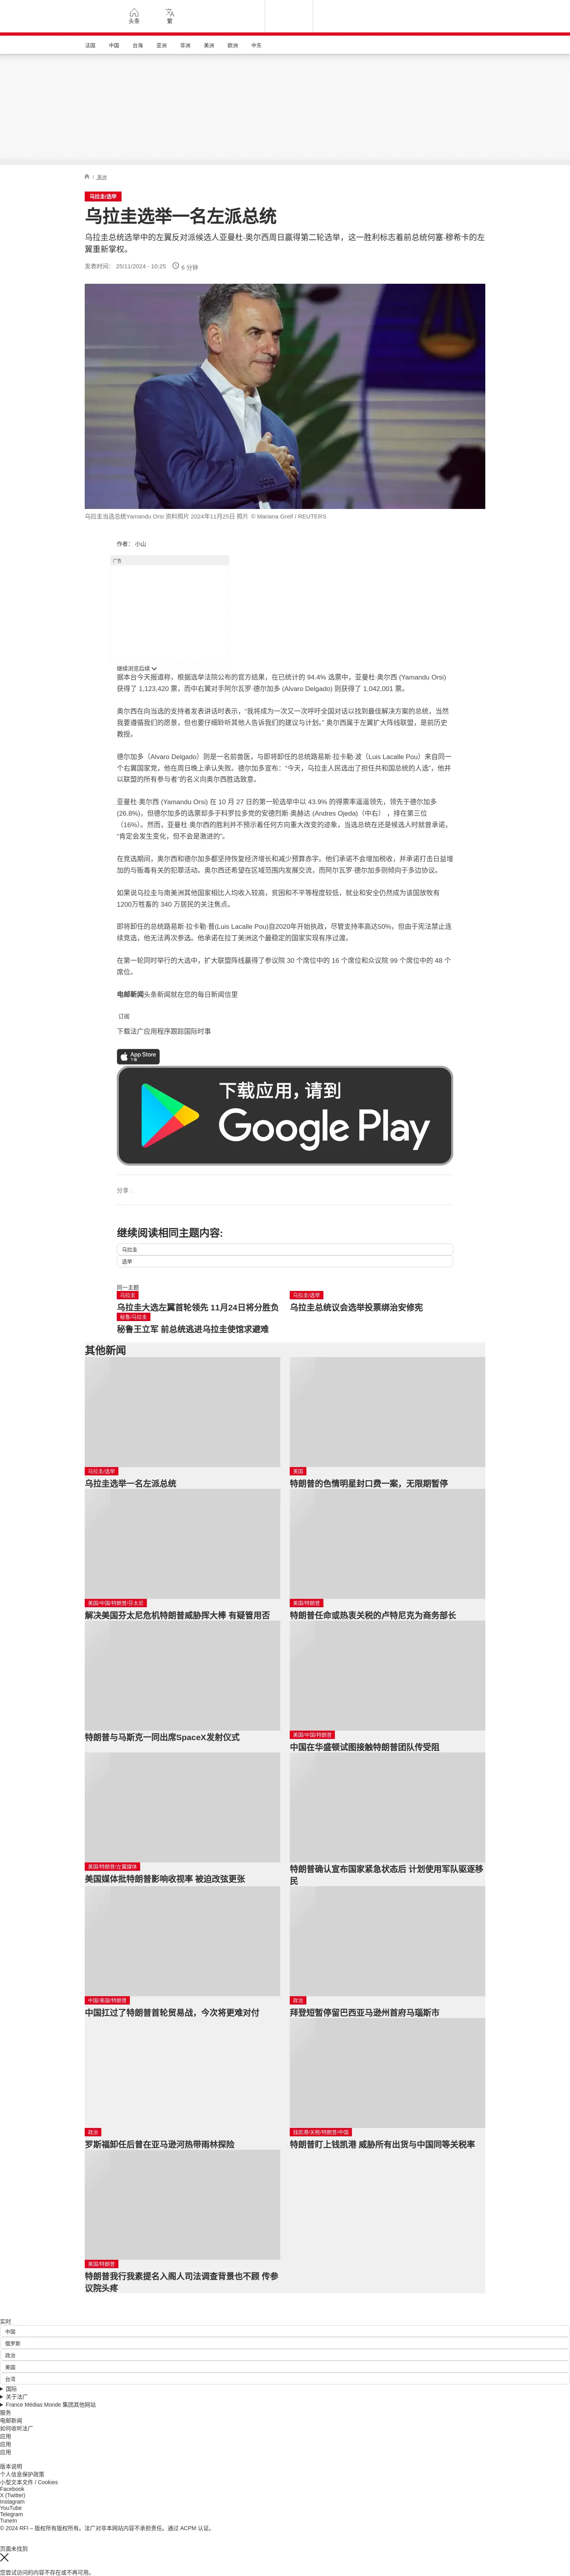 头条
繁
法国 中国 台海 亚洲 非洲 美洲 欧洲 中东
/ 美洲
乌拉圭/选举
乌拉圭选举一名左派总统
乌拉圭总统选举中的左翼反对派候选人亚曼杜·奥尔西周日赢得第二轮选举，这一胜利标志着前总统何塞·穆希卡的左
翼重新掌权。
发表时间： 25/11/2024 - 10:25 6 分钟
乌拉圭当选总统Yamandu Orsi 资料照片 2024年11月25日 照片 © Mariana Greif / REUTERS
作者： 小山
广告
继续浏览后续
据本台今天报道称，根据选举法院公布的官方结果，在已统计的 94.4% 选票中，亚曼杜·奥尔西 (Yamandu Orsi)
获得了 1,123,420 票，而中右翼对手阿尔瓦罗·德尔加多 (Alvaro Delgado) 则获得了 1,042,001 票。
奥尔西在向当选的支持者发表讲话时表示，“我将成为一次又一次呼吁全国对话以找到最佳解决方案的总统，当然
我要遵循我们的愿景，但也要仔细聆听其他人告诉我们的建议与计划。” 奥尔西属于左翼扩大阵线联盟，是前历史
教授。
德尔加多（Alvaro Delgado）则是一名前兽医，与即将卸任的总统路易斯·拉卡勒·波（Luis Lacalle Pou）来自同一
个右翼国家党，他在周日晚上承认失败。德尔加多宣布：“今天，乌拉圭人民选出了担任共和国总统的人选”，他并
以联盟的所有参与者”的名义向奥尔西胜选致意。
亚曼杜·奥尔西 (Yamandu Orsi) 在 10 月 27 日的第一轮选举中以 43.9% 的得票率遥遥领先，领先于德尔加多
(26.8%)，但德尔加多的选票却多于科罗拉多党的安德烈斯·奥赫达 (Andres Ojeda)（中右） ，排在第三位
（16%）。然而，亚曼杜·奥尔西的胜利并不预示着任何方向重大改变的迹象，当选总统在还是候选人时就曾承诺，
“肯定会发生变化，但不会是激进的”。
在竞选期间，奥尔西和德尔加多都坚持恢复经济增长和减少预算赤字。他们承诺不会增加税收，并承诺打击日益增
加的与贩毒有关的犯罪活动。奥尔西还希望在区域范围内发展交流，而阿尔瓦罗·德尔加多则倾向于多边协议。
如果说乌拉圭与南美洲其他国家相比人均收入较高，贫困和不平等程度较低，就业和安全仍然成为该国放牧有
1200万牲畜的 340 万居民的关注焦点。
即将卸任的总统路易斯·拉卡勒·普(Luis Lacalle Pou)自2020年开始执政，尽管支持率高达50%，但由于宪法禁止连
续竞选，他无法再次参选。他承诺在拉丁美洲这个最稳定的国家实现有序过渡。
在第一轮同时举行的大选中，扩大联盟阵线赢得了参议院 30 个席位中的 16 个席位和众议院 99 个席位中的 48 个
席位。
电邮新闻头条新闻就在您的每日新闻信里
订阅
下载法广应用程序跟踪国际时事
App Store
下载
下载应用，请到
Google Play
分享 :
继续阅读相同主题内容:
乌拉圭
选举
同一主题
乌拉圭
乌拉圭大选左翼首轮领先 11月24日将分胜负
乌拉圭/选举
乌拉圭总统议会选举投票绑治安修宪
秘鲁/乌拉圭
秘鲁王立军 前总统逃进乌拉圭使馆求避难
其他新闻
乌拉圭/选举
乌拉圭选举一名左派总统
美国
特朗普的色情明星封口费一案，无限期暂停
美国/中国/特朗普/芬太尼
解决美国芬太尼危机特朗普威胁挥大棒 有疑管用否
美国/特朗普
特朗普任命或热衷关税的卢特尼克为商务部长
特朗普与马斯克一同出席SpaceX发射仪式
美国/中国/特朗普
中国在华盛顿试图接触特朗普团队传受阻
美国/特朗普/左翼媒体
美国媒体批特朗普影响收视率 被迫改弦更张
特朗普确认宣布国家紧急状态后 计划使用军队驱逐移
民
中国/美国/特朗普
中国扛过了特朗普首轮贸易战，今次将更难对付
政治
拜登短暂停留巴西亚马逊州首府马瑙斯市
政治
罗斯福卸任后曾在亚马逊河热带雨林探险
钱凯港/关税/特朗普/中国
特朗普盯上钱凯港 威胁所有出货与中国同等关税率
美国/特朗普
特朗普我行我素提名入阁人司法调查背景也不顾 传参
议院头疼
实时
中国
俄罗斯
政治
美国
台湾
国际
关于法广
France Médias Monde 集团其他网站
服务
电邮新闻
如何收听法广
应用
应用
应用
版本说明
个人信息保护政策
小型文本文件 / Cookies
Facebook
X (Twitter)
Instagram
YouTube
Telegram
TuneIn
© 2024 RFI – 版权所有版权所有。法广对非本网站内容不承担责任。通过 ACPM 认证。
页面未找到
您尝试访问的内容不存在或不再可用。